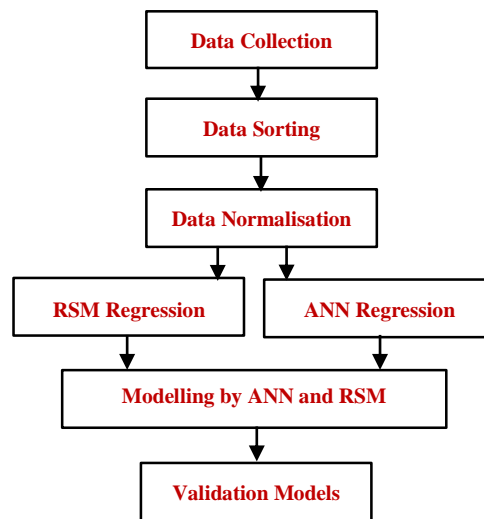 Data Collection
Data Sorting
Data Normalisation
RSM Regression
ANN Regression
Modelling by ANN and RSM
Validation Models